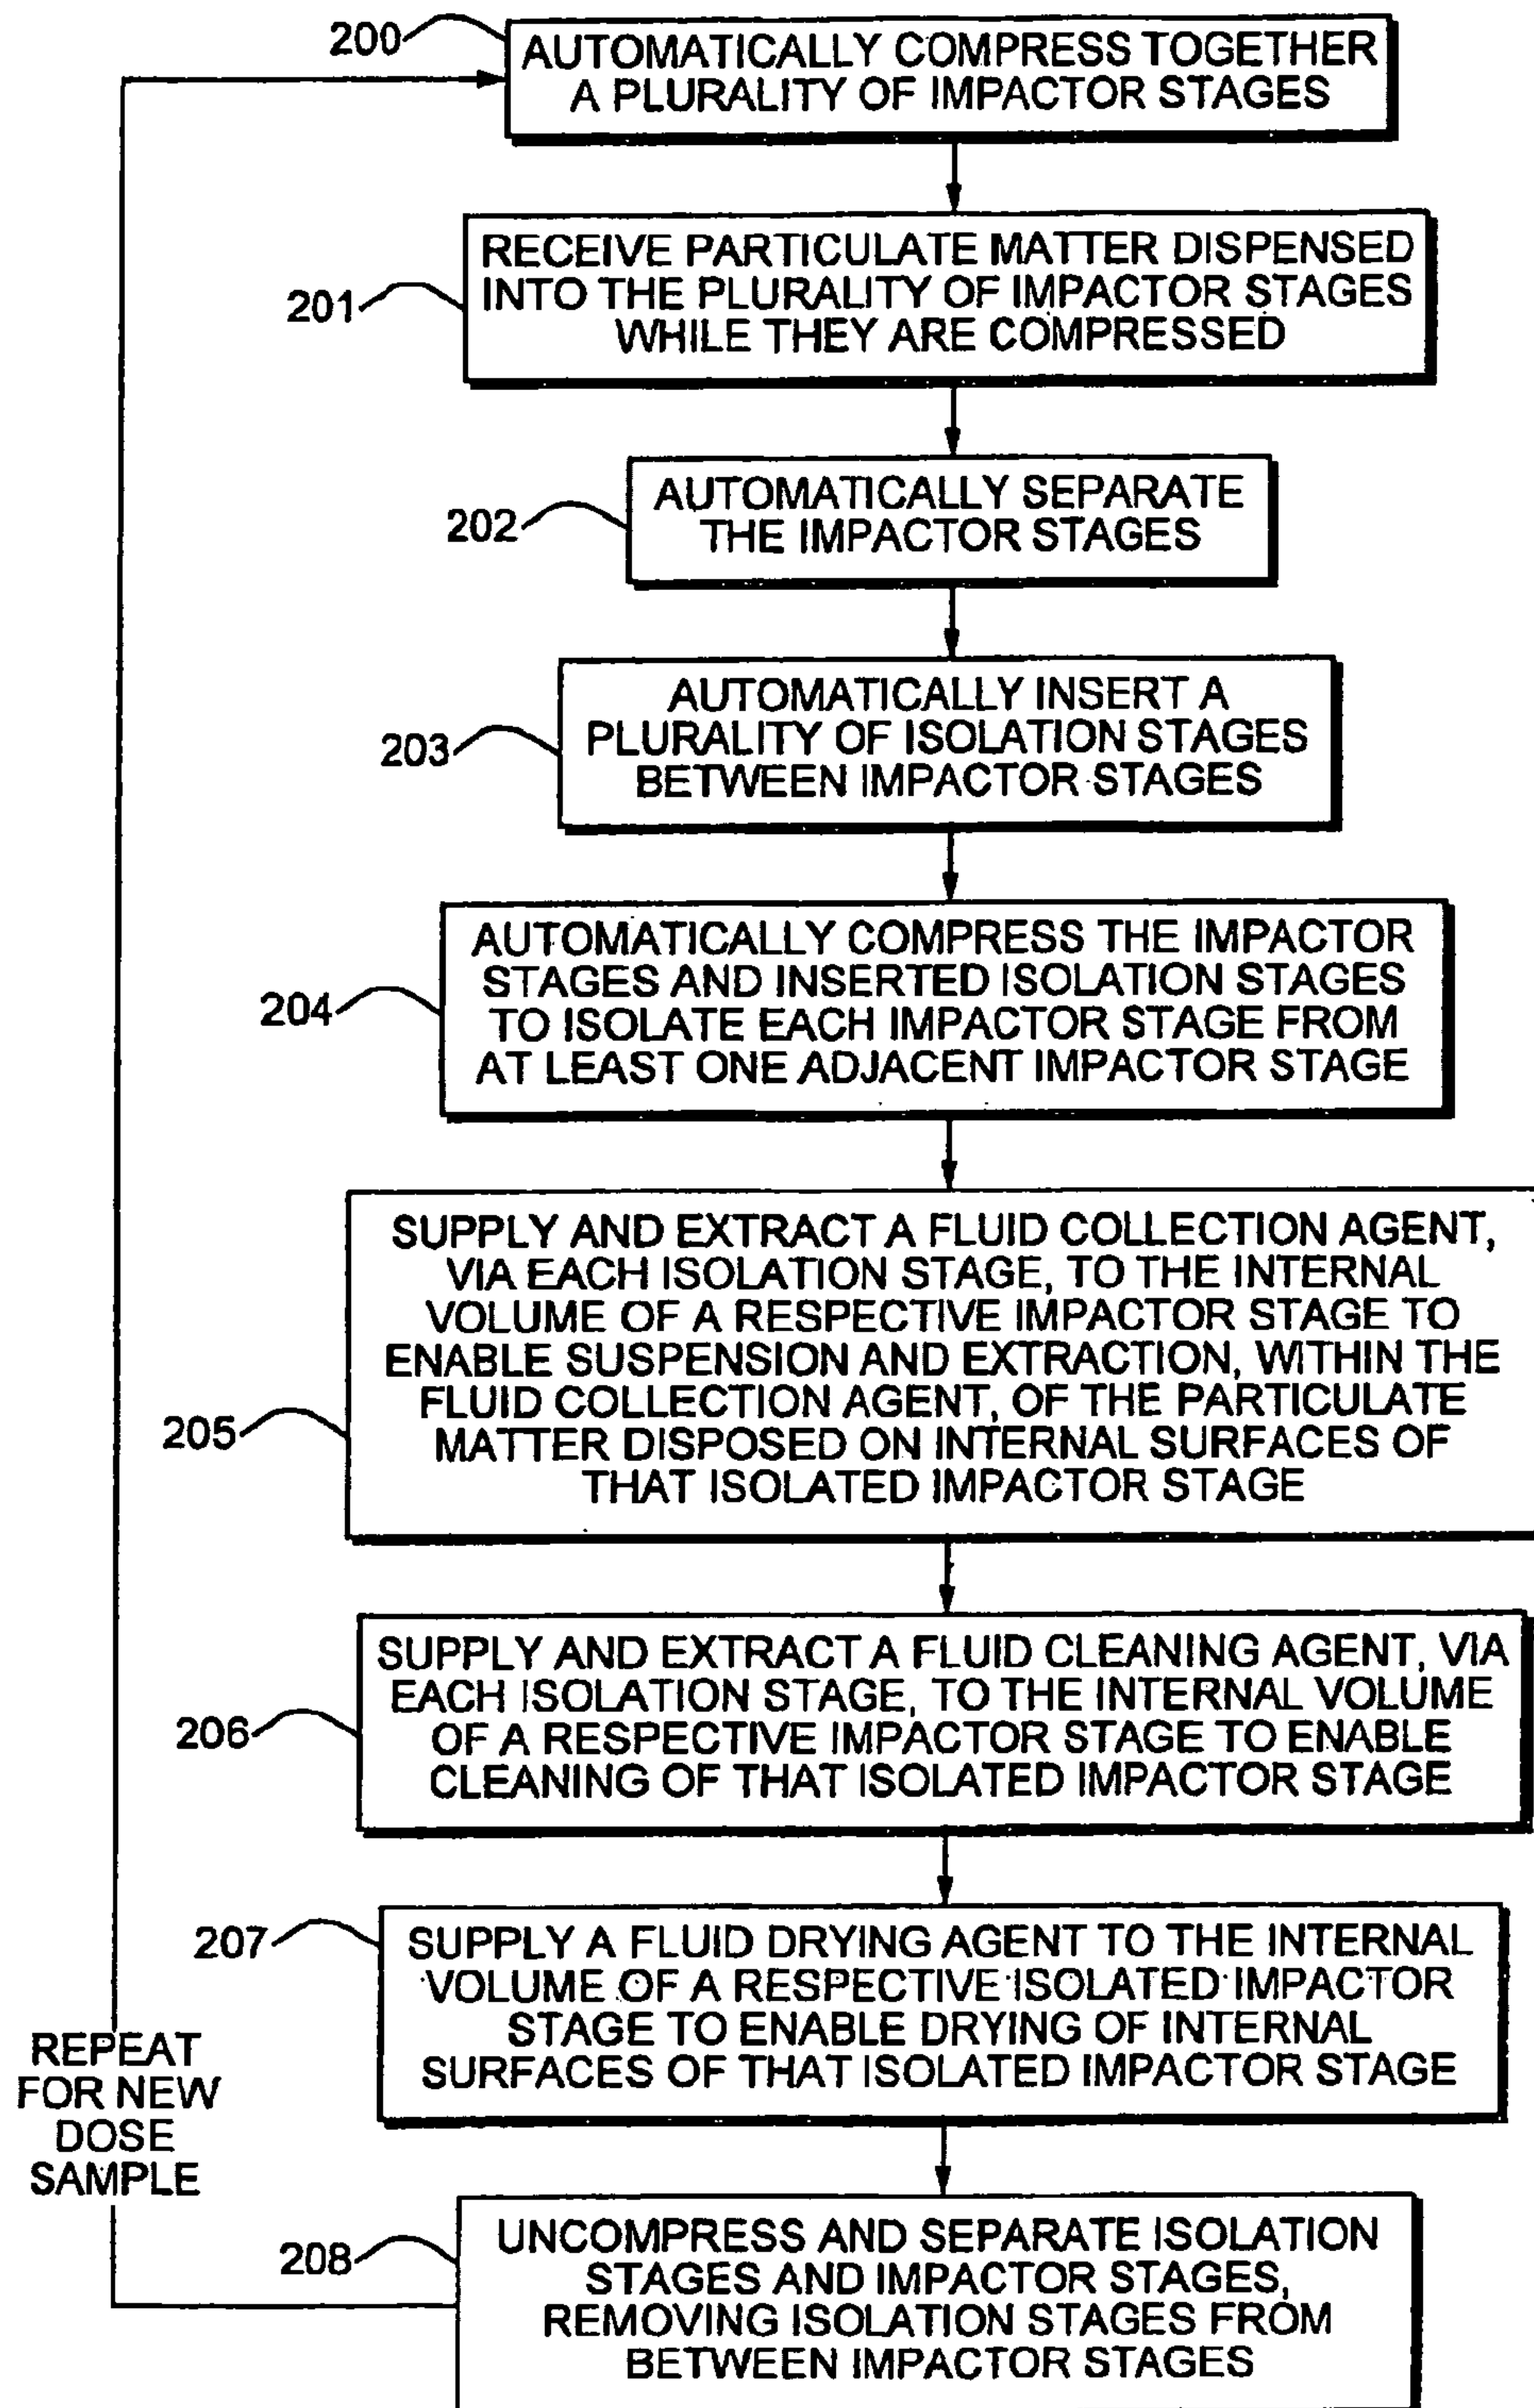 200
AUTOMATICALLY COMPRESS TOGETHER
A PLURALITY OF IMPACTOR STAGES
201
RECEIVE PARTICULATE MATTER DISPENSED
INTO THE PLURALITY OF IMPACTOR STAGES
WHILE THEY ARE COMPRESSED
202
AUTOMATICALLY SEPARATE
THE IMPACTOR STAGES
203
AUTOMATICALLY INSERT A
PLURALITY OF ISOLATION STAGES
BETWEEN IMPACTOR STAGES
204
AUTOMATICALLY COMPRESS THE IMPACTOR
STAGES AND INSERTED ISOLATION STAGES
TO ISOLATE EACH IMPACTOR STAGE FROM
AT LEAST ONE ADJACENT IMPACTOR STAGE
205
SUPPLY AND EXTRACT A FLUID COLLECTION AGENT,
VIA EACH ISOLATION STAGE, TO THE INTERNAL
VOLUME OF A RESPECTIVE IMPACTOR STAGE TO
ENABLE SUSPENSION AND EXTRACTION, WITHIN THE
FLUID COLLECTION AGENT, OF THE PARTICULATE
MATTER DISPOSED ON INTERNAL SURFACES OF
THAT ISOLATED IMPACTOR STAGE
206
SUPPLY AND EXTRACT A FLUID CLEANING AGENT, VIA
EACH ISOLATION STAGE, TO THE INTERNAL VOLUME
OF A RESPECTIVE IMPACTOR STAGE TO ENABLE
CLEANING OF THAT ISOLATED IMPACTOR STAGE
207
SUPPLY A FLUID DRYING AGENT TO THE INTERNAL
VOLUME OF A RESPECTIVE ISOLATED IMPACTOR
STAGE TO ENABLE DRYING OF INTERNAL
SURFACES OF THAT ISOLATED IMPACTOR STAGE
REPEAT
FOR NEW
DOSE
SAMPLE
208
UNCOMPRESS AND SEPARATE ISOLATION
STAGES AND IMPACTOR STAGES,
REMOVING ISOLATION STAGES FROM
BETWEEN IMPACTOR STAGES